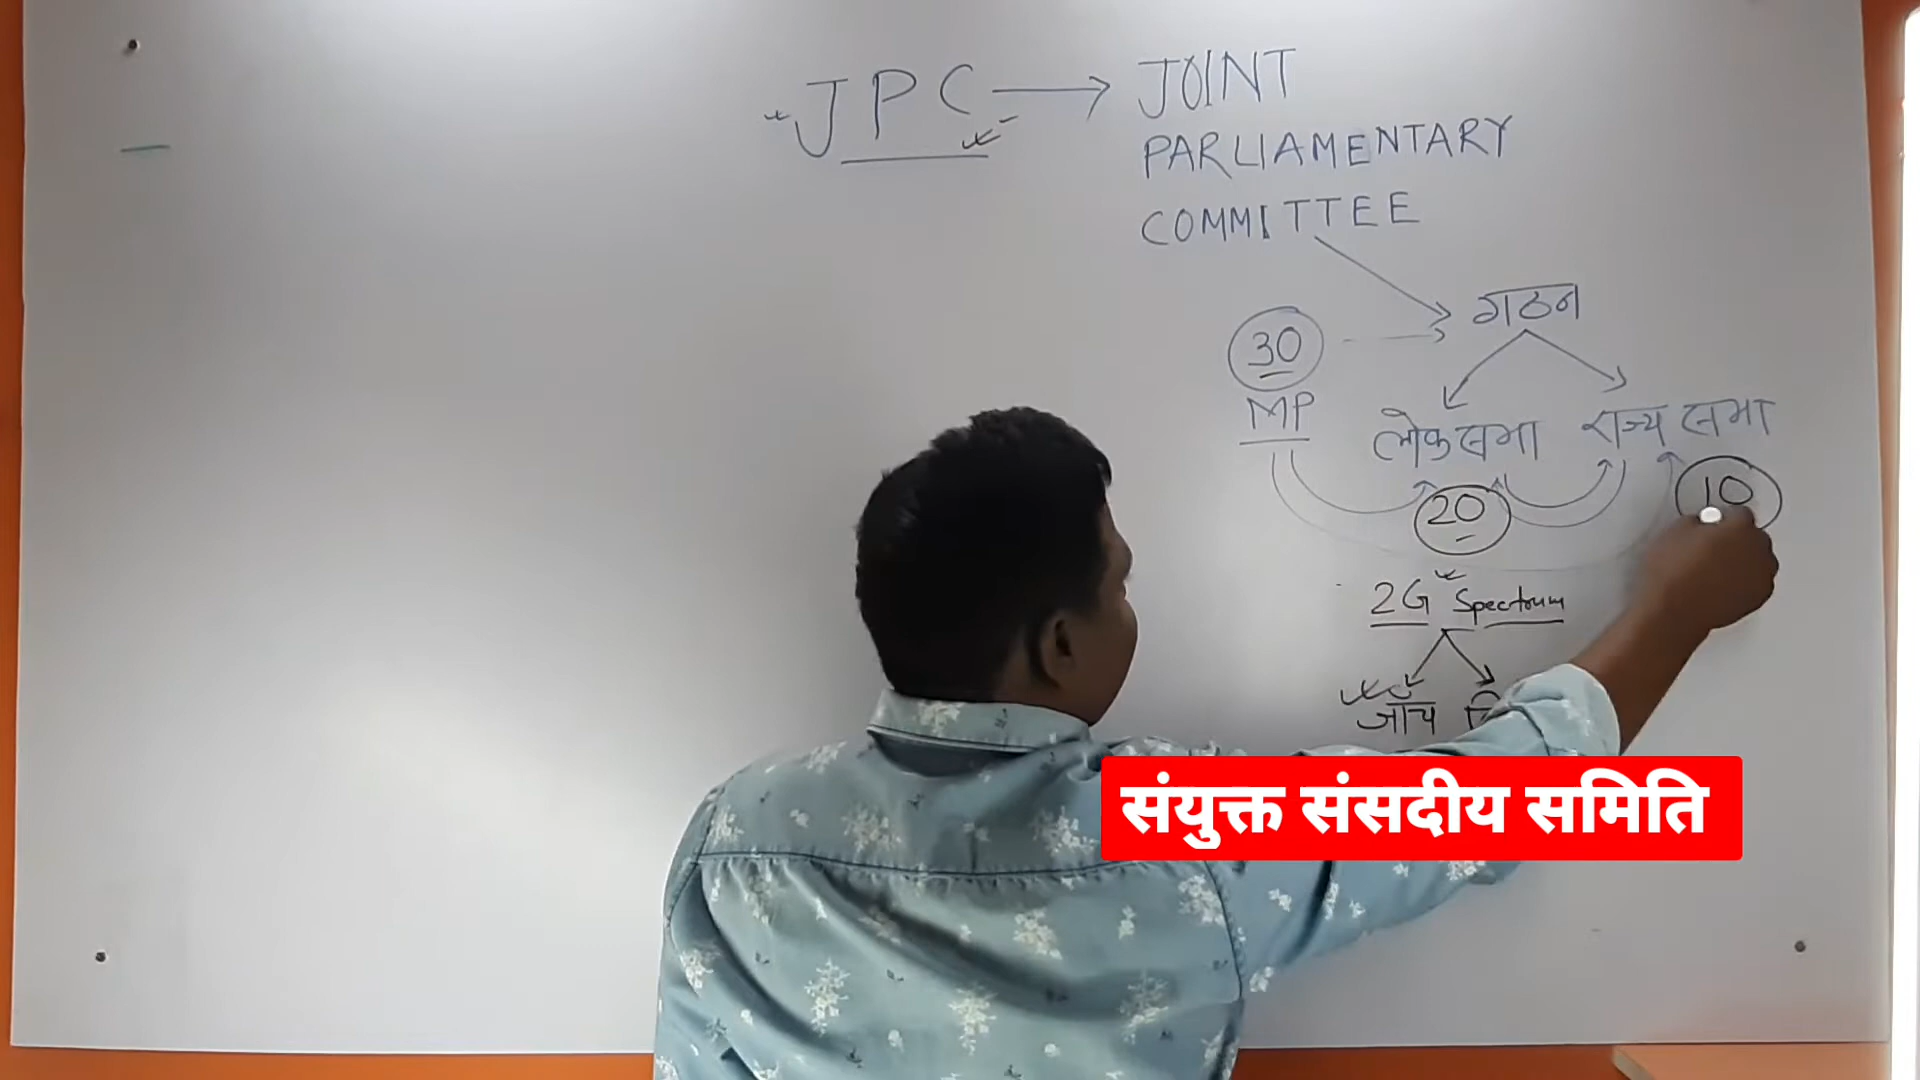 JPC → JOINT
PARLIAMENTARY
COMMITTEE
गठन
30
MP
लोकसभा
राज्य सभा
20
10
2G Spectrum
जाँच
संयुक्त संसदीय समिति